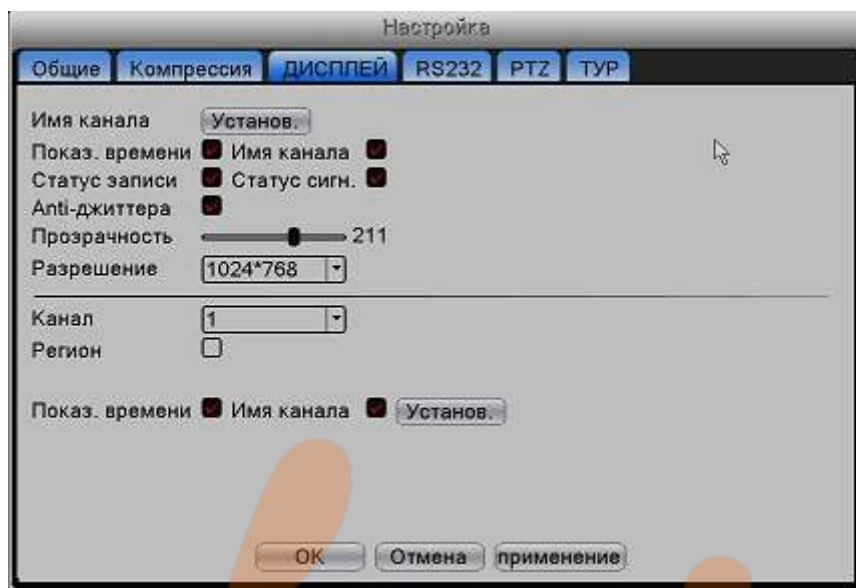 Настройка
Общие Компрессия ДИСПЛЕЙ RS232 PTZ ТУР
Имя канала Установ.
Показ. времени Имя канала
Статус записи Статус сигн.
Anti-джиттера
Прозрачность 211
Разрешение 1024*768
Канал 1
Регион
Показ. времени Имя канала Установ.
OK Отмена применение